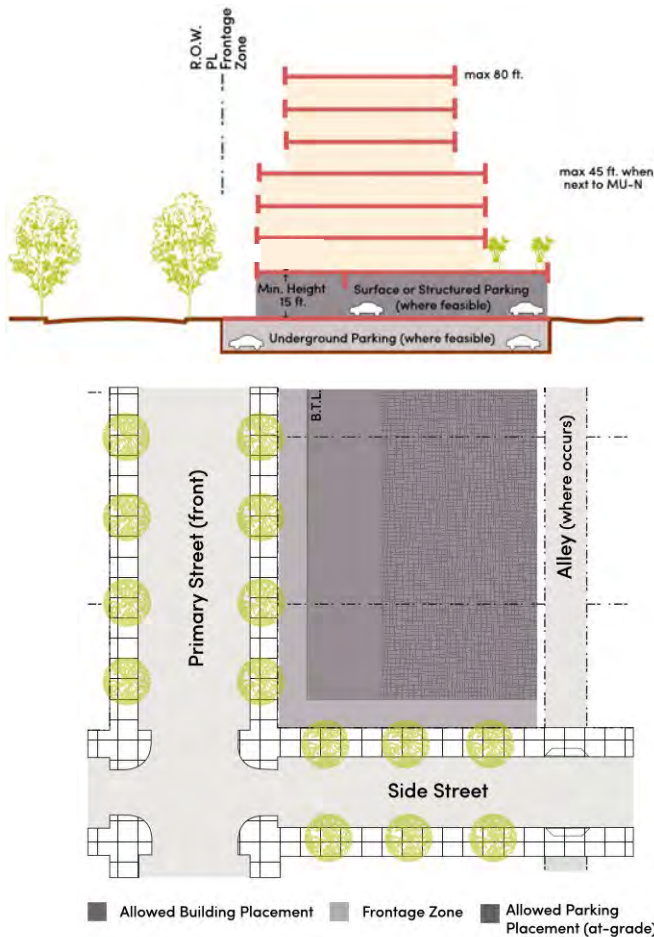 R.O.W.
PL
Frontage
Zone
max 80 ft.
max 45 ft. when
next to MU-N
Min. Height
15 ft.
Surface or Structured Parking
(where feasible)
Underground Parking (where feasible)
B.T.L.
Primary Street (front)
Alley (where occurs)
Side Street
Allowed Building Placement
Frontage Zone
Allowed Parking
Placement (at-grade)